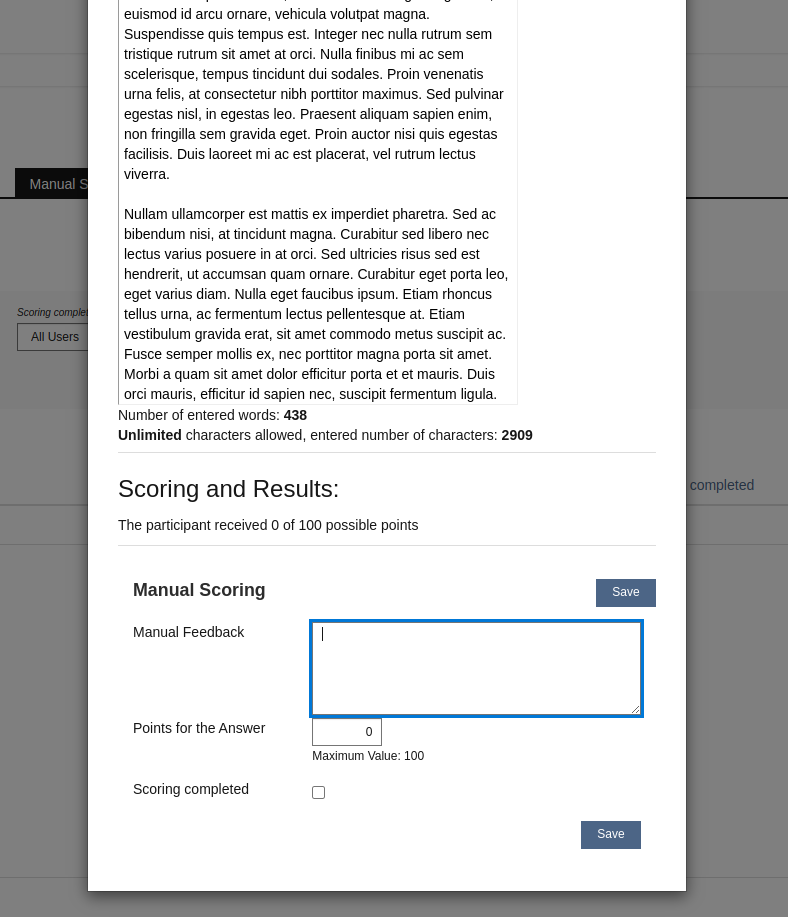 euismod id arcu ornare, vehicula volutpat magna.
Suspendisse quis tempus est. Integer nec nulla rutrum sem
tristique rutrum sit amet at orci. Nulla finibus mi ac sem
scelerisque, tempus tincidunt dui sodales. Proin venenatis
urna felis, at consectetur nibh porttitor maximus. Sed pulvinar
egestas nisl, in egestas leo. Praesent aliquam sapien enim,
non fringilla sem gravida eget. Proin auctor nisi quis egestas
facilisis. Duis laoreet mi ac est placerat, vel rutrum lectus
viverra.
Nullam ullamcorper est mattis ex imperdiet pharetra. Sed ac
bibendum nisi, at tincidunt magna. Curabitur sed libero nec
lectus varius posuere in at orci. Sed ultricies risus sed est
hendrerit, ut accumsan quam ornare. Curabitur eget porta leo,
eget varius diam. Nulla eget faucibus ipsum. Etiam rhoncus
tellus urna, ac fermentum lectus pellentesque at. Etiam
vestibulum gravida erat, sit amet commodo metus suscipit ac.
Fusce semper mollis ex, nec porttitor magna porta sit amet.
Morbi a quam sit amet dolor efficitur porta et et mauris. Duis
orci mauris, efficitur id sapien nec, suscipit fermentum ligula.
Number of entered words: 438
Unlimited characters allowed, entered number of characters: 2909
Scoring and Results:
The participant received 0 of 100 possible points
Manual Scoring
Save
Manual Feedback
Points for the Answer
0
Maximum Value: 100
Scoring completed
Save
Manual S
Scoring complet
All Users
completed